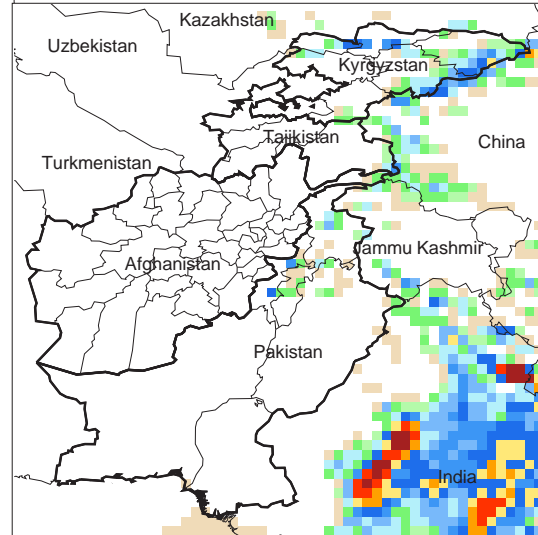 Kazakhstan
Uzbekistan
Kyrgyzstan
Tajikistan
China
Turkmenistan
Jammu Kashmir
Afghanistan
Pakistan
India